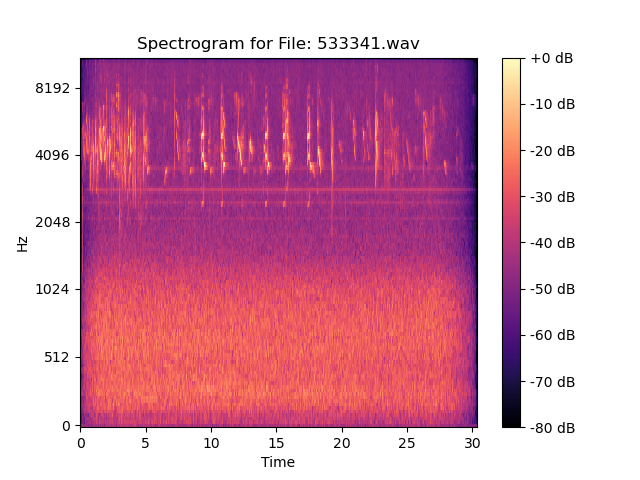 Spectrogram for File: 533341.wav
8192
4096
2048
1024
512
0
Hz
0 5 10 15 20 25 30
Time
+0 dB
-10 dB
-20 dB
-30 dB
-40 dB
-50 dB
-60 dB
-70 dB
-80 dB